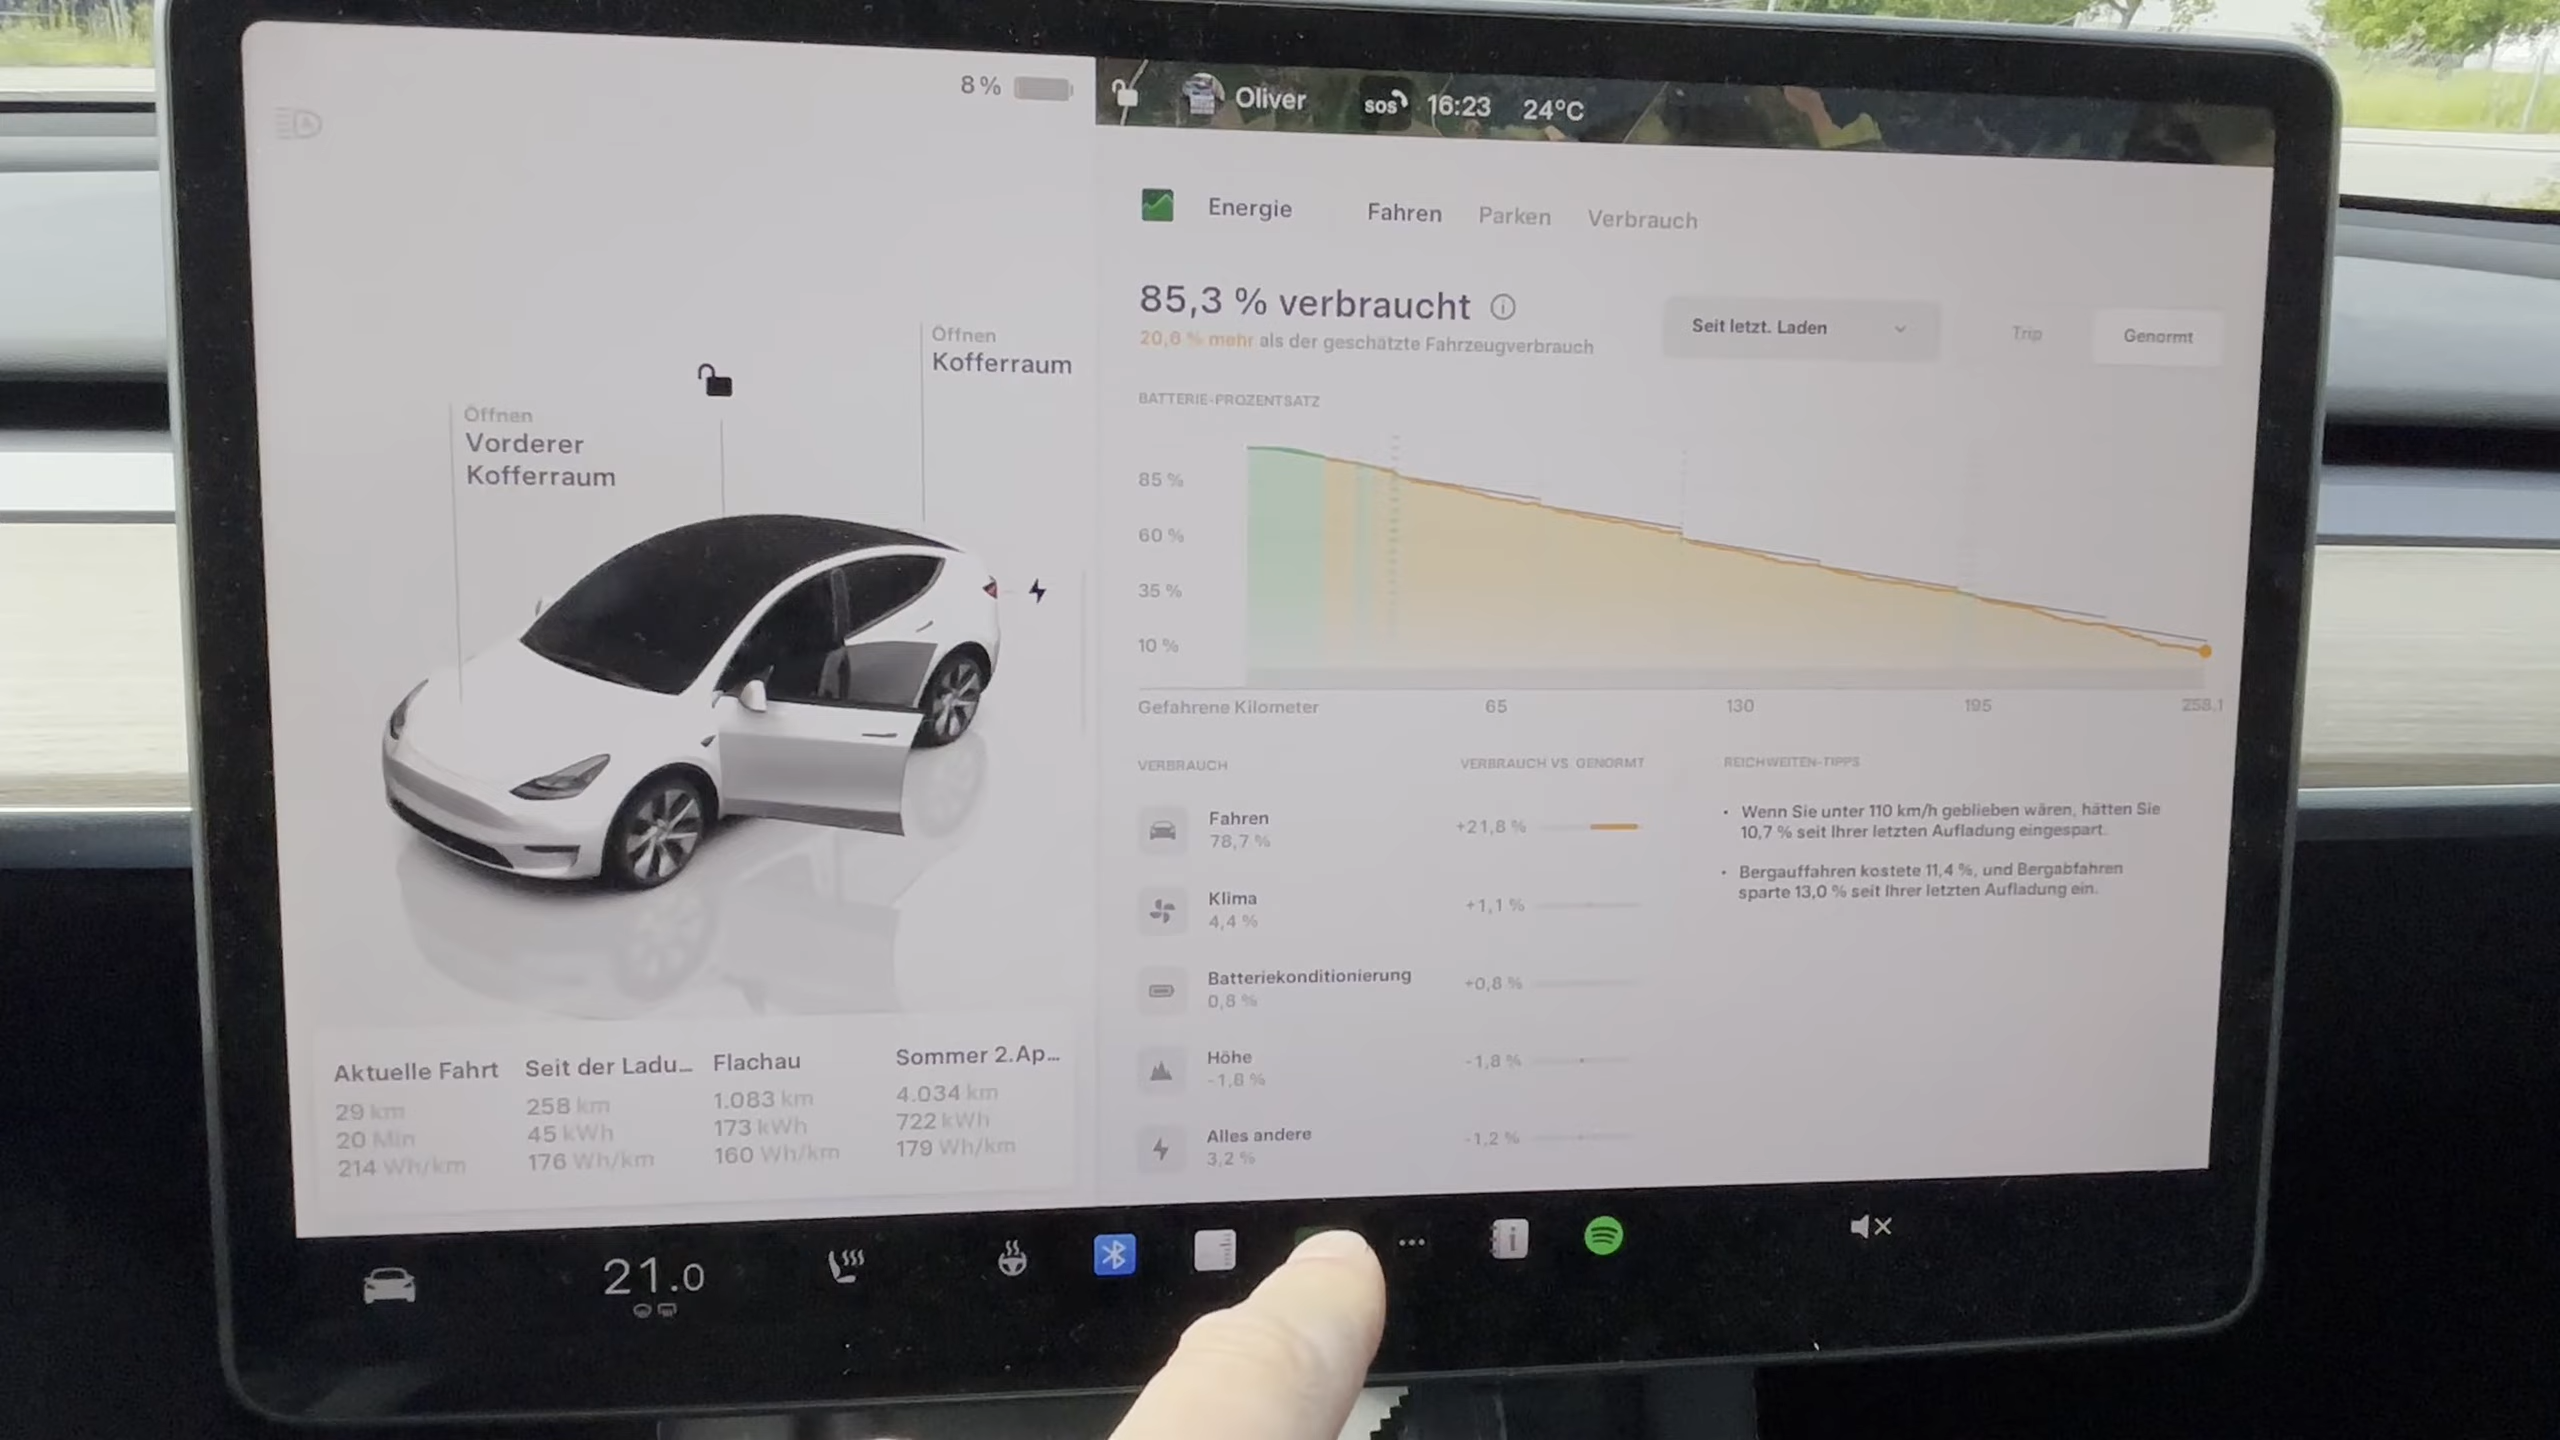 8 %
Oliver
sos
16:23
24°C
Energie
Fahren
Parken
Verbrauch
85,3 % verbraucht
20,6 % mehr als der geschätzte Fahrzeugverbrauch
Seit letzt. Laden
Trip
Genormt
Öffnen
Kofferraum
Öffnen
Vorderer
Kofferraum
BATTERIE-PROZENTSATZ
85 %
60 %
35 %
10 %
Gefahrene Kilometer
65
130
195
258,1
VERBRAUCH
VERBRAUCH VS. GENORMT
REICHWEITEN-TIPPS
Fahren
78,7 %
+21,8 %
Klima
4,4 %
+1,1 %
Batteriekonditionierung
0,8 %
+0,8 %
Höhe
-1,8 %
-1,8 %
Alles andere
3,2 %
-1,2 %
• Wenn Sie unter 110 km/h geblieben wären, hätten Sie
10,7 % seit Ihrer letzten Aufladung eingespart.
• Bergauffahren kostete 11,4 %, und Bergabfahren
sparte 13,0 % seit Ihrer letzten Aufladung ein.
Aktuelle Fahrt
29 km
20 Min
214 Wh/km
Seit der Ladu...
258 km
45 kWh
176 Wh/km
Flachau
1.083 km
173 kWh
160 Wh/km
Sommer 2.Ap...
4.034 km
722 kWh
179 Wh/km
21.0